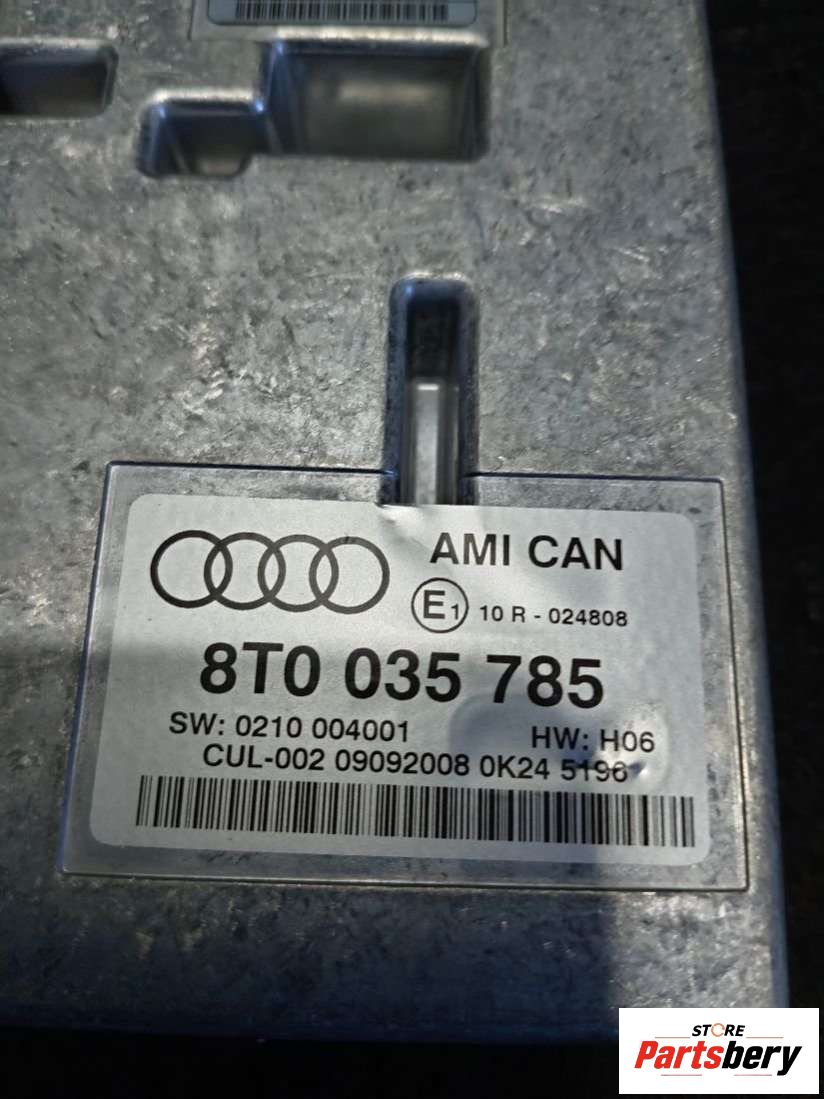 AMI CAN
E1 10 R - 024808
8T0 035 785
SW: 0210 004001 HW: H06
CUL-002 09092008 0K24 5196
STORE
Partsbery